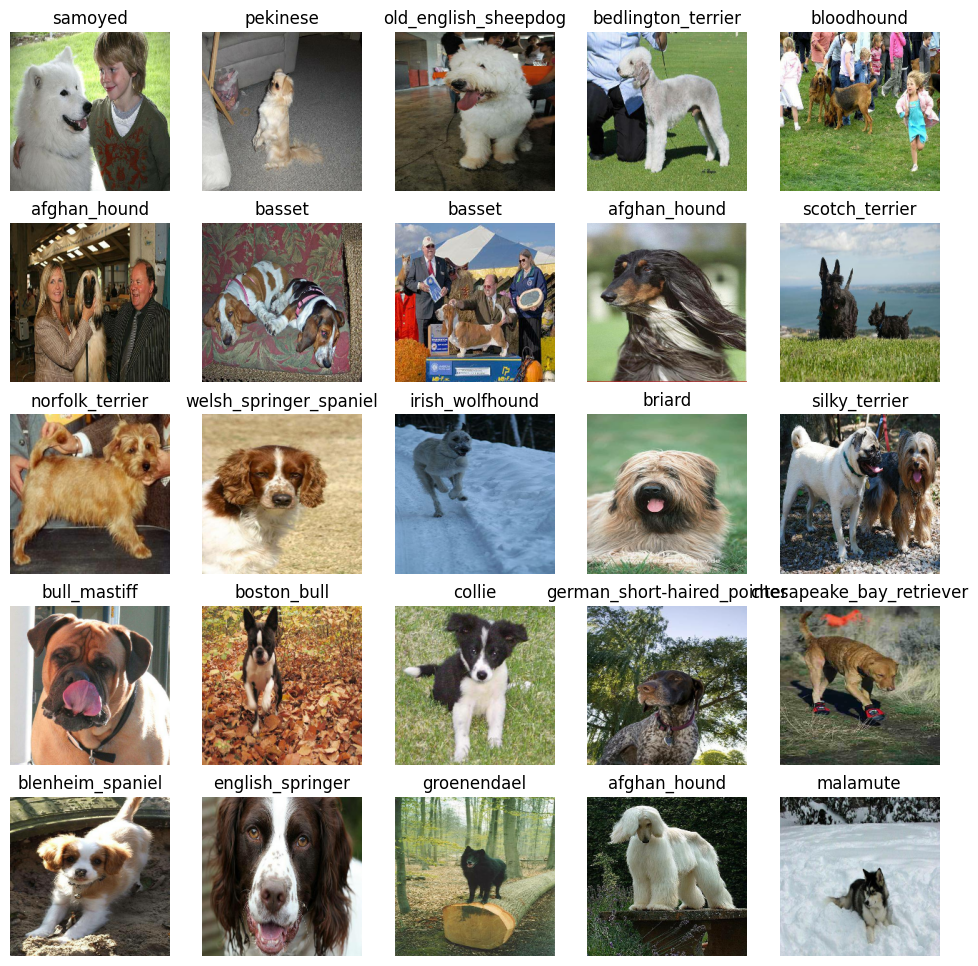 samoyed
pekinese
old_english_sheepdog
bedlington_terrier
bloodhound
afghan_hound
basset
basset
afghan_hound
scotch_terrier
norfolk_terrier
welsh_springer_spaniel
irish_wolfhound
briard
silky_terrier
bull_mastiff
boston_bull
collie
german_short-haired_pointer
chesapeake_bay_retriever
blenheim_spaniel
english_springer
groenendael
afghan_hound
malamute